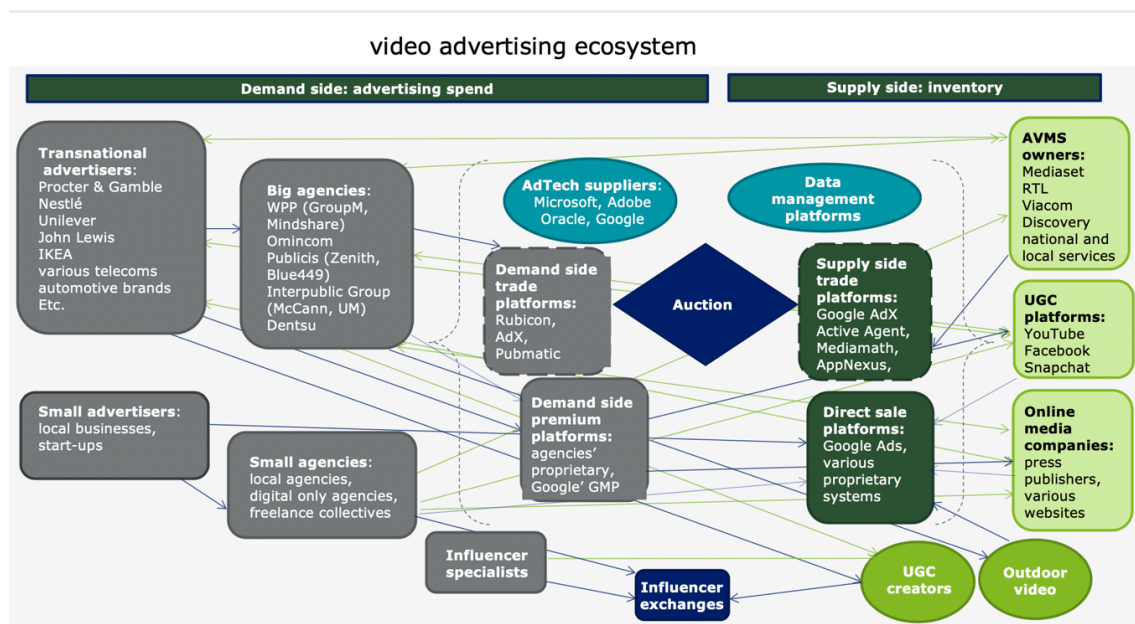 video advertising ecosystem
Demand side: advertising spend
Supply side: inventory
Transnational
advertisers:
Procter & Gamble
Nestlé
Unilever
John Lewis
IKEA
various telecoms
automotive brands
Etc.
Big agencies:
WPP (GroupM,
Mindshare)
Omincom
Publicis (Zenith,
Blue449)
Interpublic Group
(McCann, UM)
Dentsu
AdTech suppliers:
Microsoft, Adobe
Oracle, Google
Data
management
platforms
AVMS
owners:
Mediaset
RTL
Viacom
Discovery
national and
local services
Demand side
trade
platforms:
Rubicon,
AdX,
Pubmatic
Auction
Supply side
trade
platforms:
Google AdX
Active Agent,
Mediamath,
AppNexus,
UGC
platforms:
YouTube
Facebook
Snapchat
Small advertisers:
local businesses,
start-ups
Small agencies:
local agencies,
digital only agencies,
freelance collectives
Demand side
premium
platforms:
agencies’
proprietary,
Google’ GMP
Direct sale
platforms:
Google Ads,
various
proprietary
systems
Online
media
companies:
press
publishers,
various
websites
Influencer
specialists
Influencer
exchanges
UGC
creators
Outdoor
video